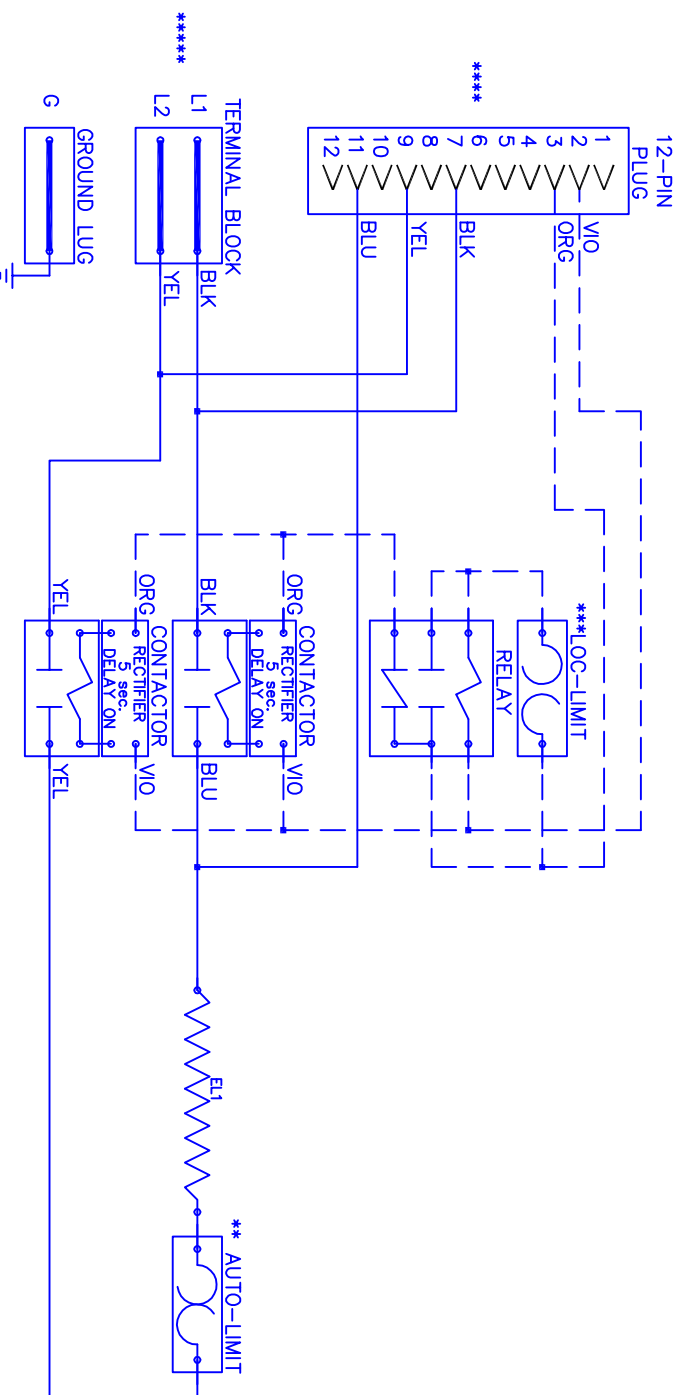 12-PIN
PLUG
1
2
3
4
5
6
7
8
9
10
11
12
****
VIO
ORG
BLK
YEL
BLU
TERMINAL BLOCK
L1
L2
*****
BLK
YEL
GROUND LUG
G
***LOC-LIMIT
RELAY
CONTACTOR
ORG
RECTIFIER
5 sec.
DELAY ON
VIO
BLK
BLU
CONTACTOR
ORG
RECTIFIER
5 sec.
DELAY ON
VIO
YEL
YEL
EL1
** AUTO-LIMIT